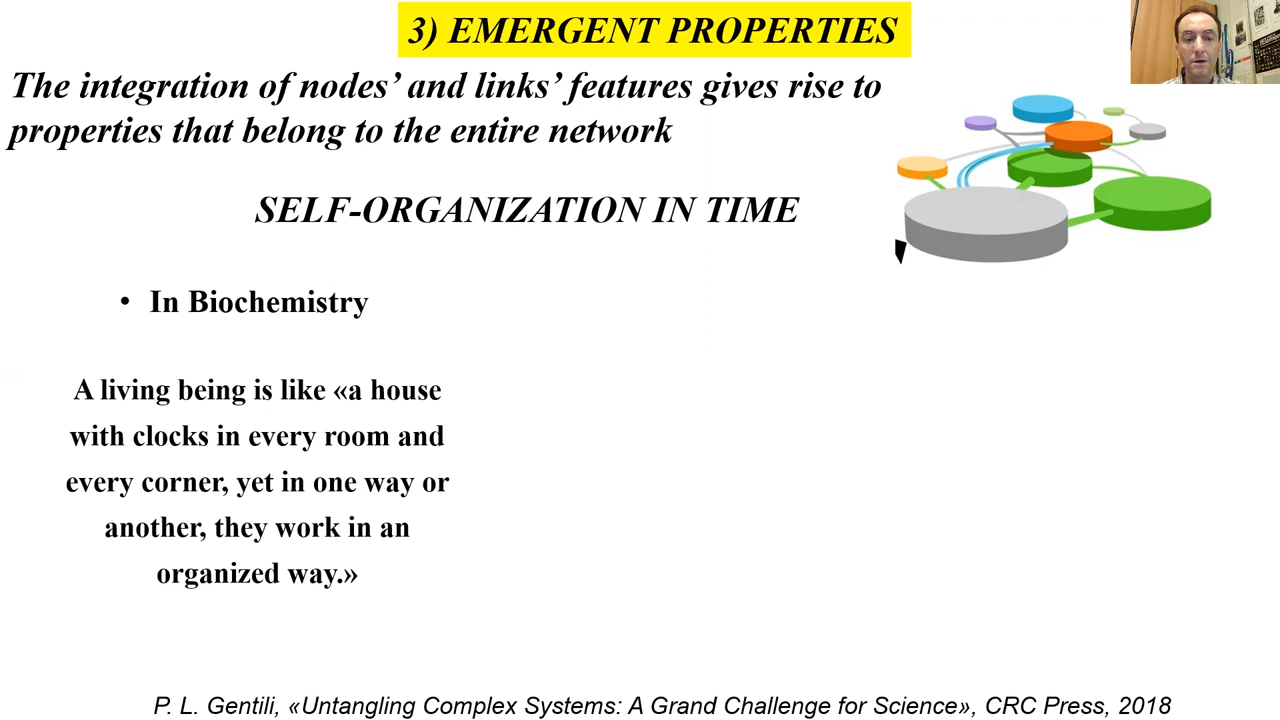 3) EMERGENT PROPERTIES
The integration of nodes’ and links’ features gives rise to
properties that belong to the entire network
SELF-ORGANIZATION IN TIME
• In Biochemistry
A living being is like «a house
with clocks in every room and
every corner, yet in one way or
another, they work in an
organized way.»
P. L. Gentili, «Untangling Complex Systems: A Grand Challenge for Science», CRC Press, 2018